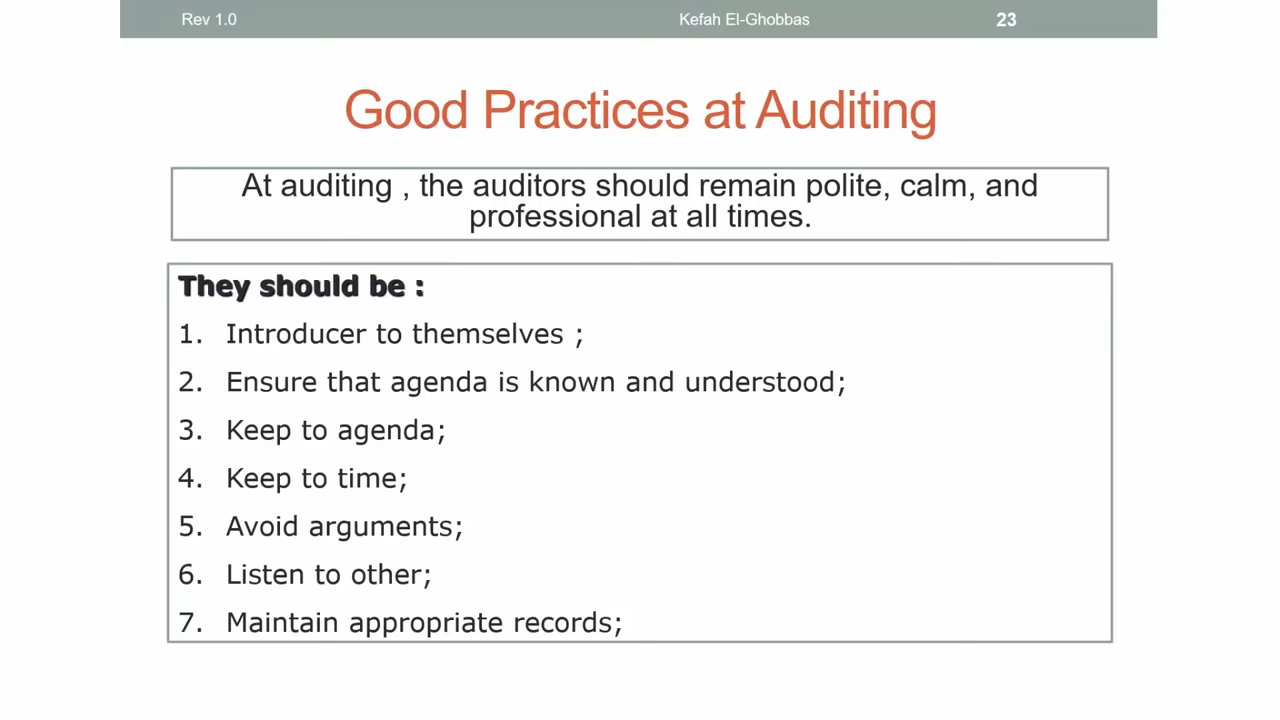 Rev 1.0 Kefah El-Ghobbas 23
Good Practices at Auditing
At auditing , the auditors should remain polite, calm, and
professional at all times.
They should be :
1. Introducer to themselves ;
2. Ensure that agenda is known and understood;
3. Keep to agenda;
4. Keep to time;
5. Avoid arguments;
6. Listen to other;
7. Maintain appropriate records;